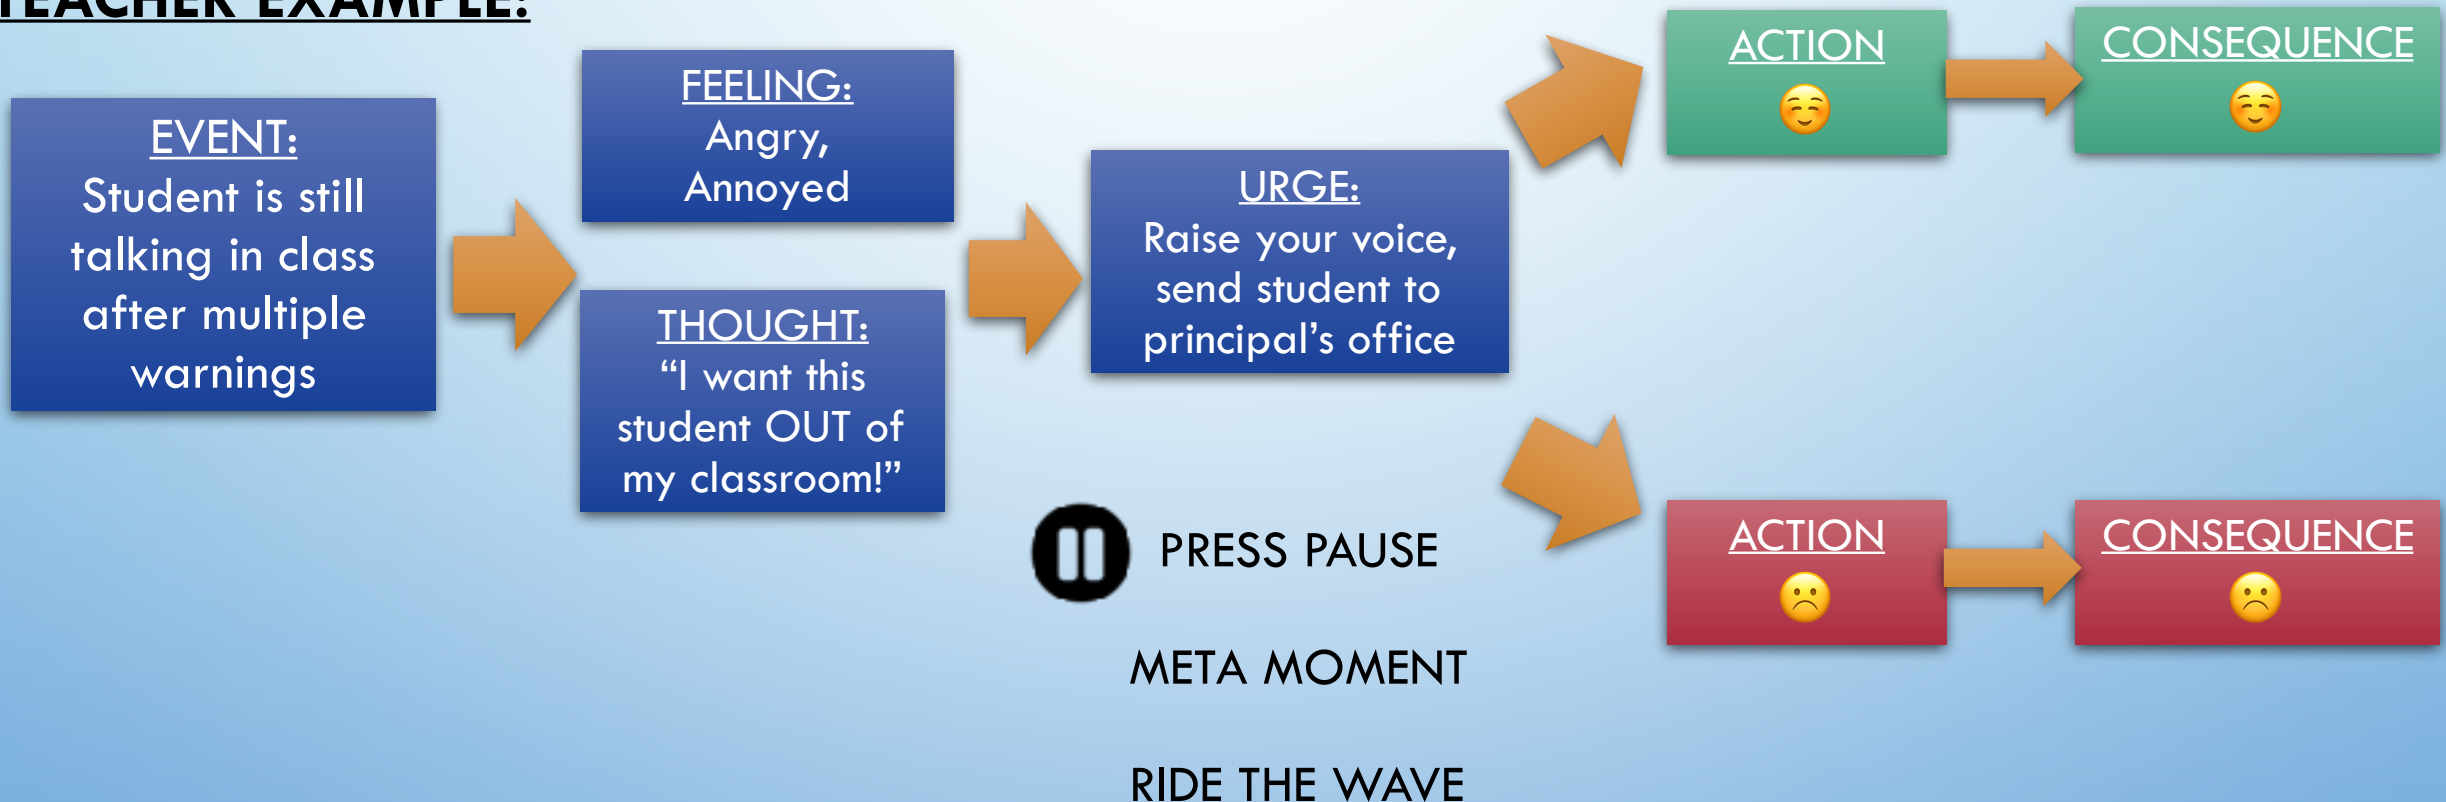 TEACHER EXAMPLE:
EVENT:
Student is still
talking in class
after multiple
warnings
FEELING:
Angry,
Annoyed
THOUGHT:
“I want this
student OUT of
my classroom!”
URGE:
Raise your voice,
send student to
principal’s office
PRESS PAUSE
META MOMENT
RIDE THE WAVE
ACTION
CONSEQUENCE
ACTION
CONSEQUENCE